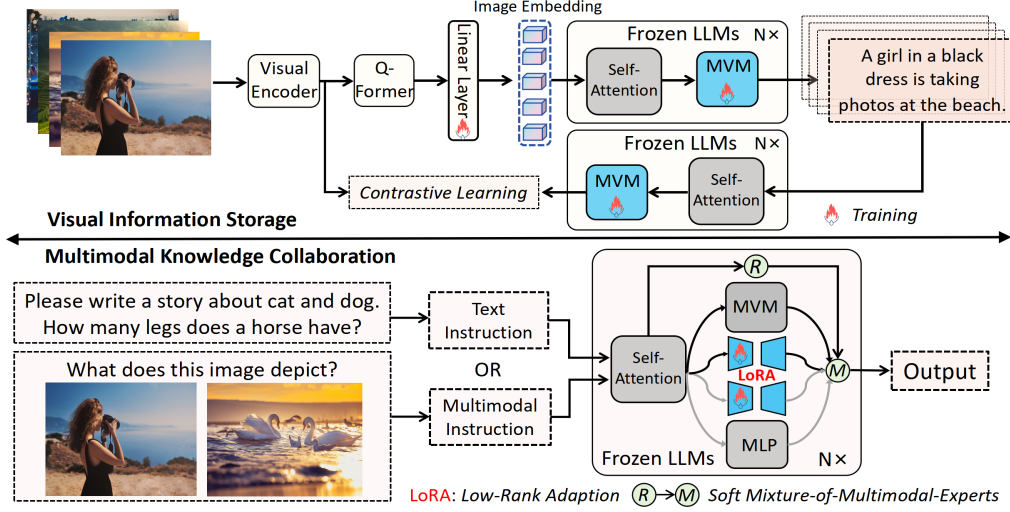 Image Embedding
Visual
Encoder
Q-
Former
Linear Layer
Frozen LLMs N×
Self-
Attention
MVM
A girl in a black
dress is taking
photos at the beach.
Frozen LLMs N×
Contrastive Learning
MVM
Self-
Attention
Training
Visual Information Storage
Multimodal Knowledge Collaboration
Please write a story about cat and dog.
How many legs does a horse have?
Text
Instruction
What does this image depict?
OR
Multimodal
Instruction
R
MVM
Self-
Attention
LoRA
M
Output
MLP
Frozen LLMs N×
LoRA: Low-Rank Adaption R M Soft Mixture-of-Multimodal-Experts